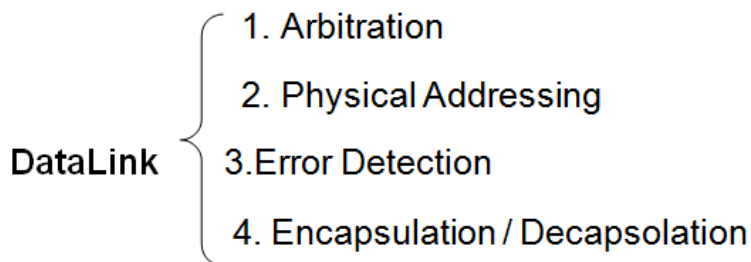 1. Arbitration
2. Physical Addressing
DataLink
3.Error Detection
4. Encapsulation / Decapsolation